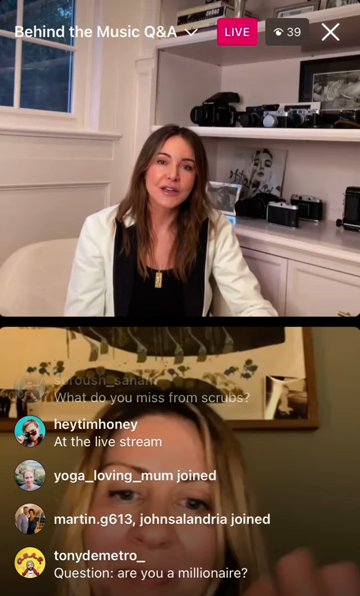 Behind the Music Q&A
LIVE
39
soroush_sanam
What do you miss from scrubs?
heytimhoney
At the live stream
yoga_loving_mum joined
martin.g613, johnsalandria joined
tonydemetro_
Question: are you a millionaire?